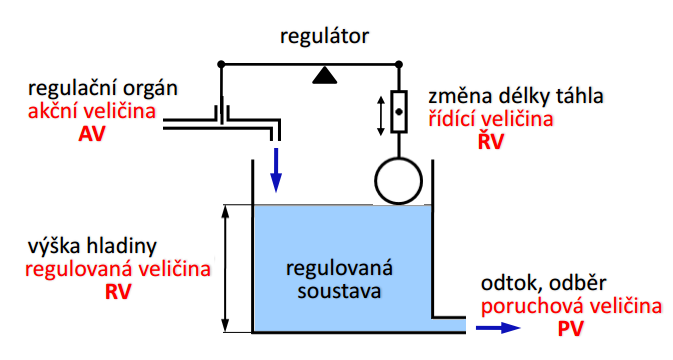 regulátor
regulační orgán
akční veličina
AV
změna délky táhla
řídící veličina
ŘV
výška hladiny
regulovaná veličina
RV
regulovaná
soustava
odtok, odběr
poruchová veličina
PV